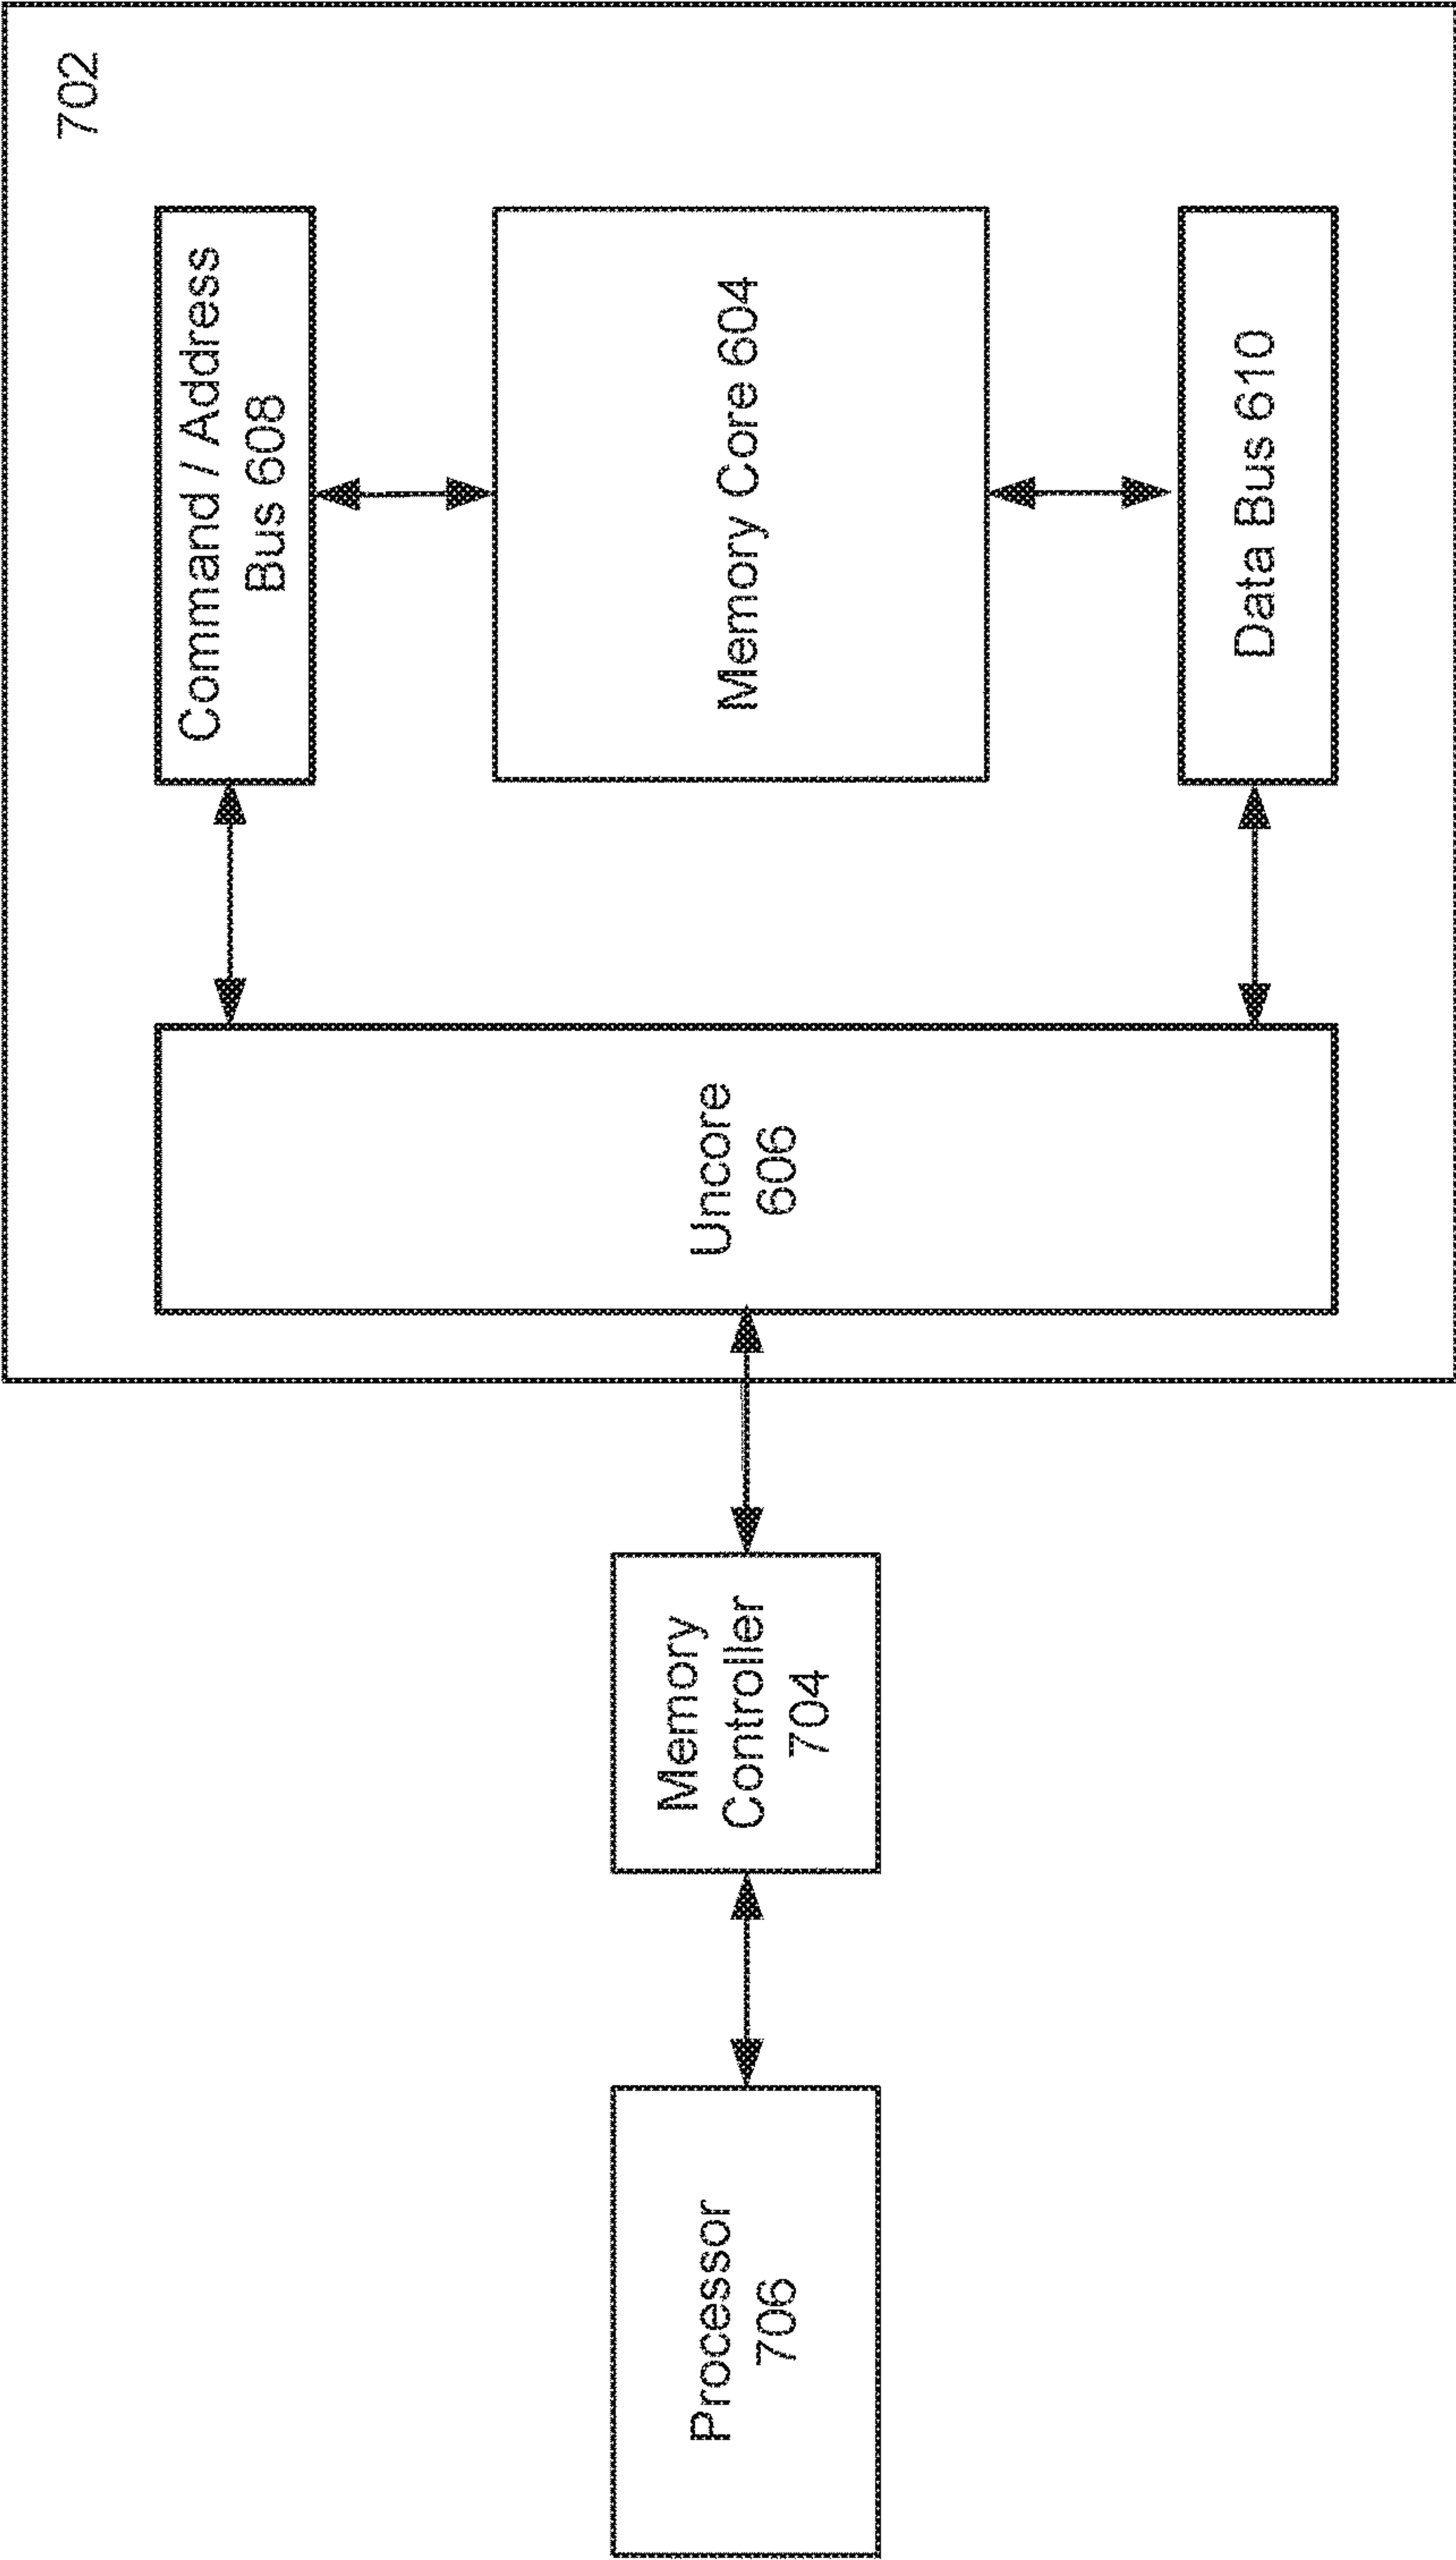 702
Command / Address
Bus 608
Memory Core 604
Data Bus 610
Uncore
606
Memory
Controller
704
Processor
706